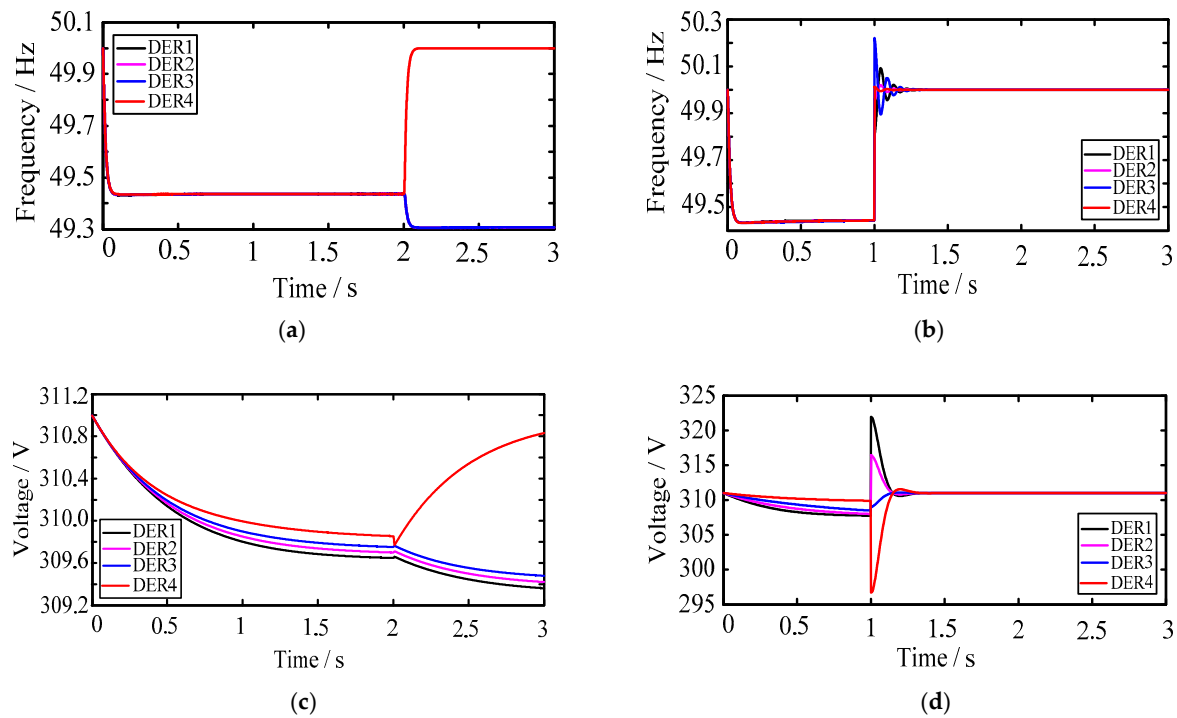 50.1
49.9
49.7
49.5
49.3
Frequency / Hz
DER1
DER2
DER3
DER4
0 0.5 1 1.5 2 2.5 3
Time / s
(a)
50.1
49.9
49.7
49.5
Frequency / Hz
DER1
DER2
DER3
DER4
0 0.5 1 1.5 2 2.5 3
Time / s
(b)
311.2
310.8
310.4
310.0
309.6
309.2
Voltage / V
DER1
DER2
DER3
DER4
0 0.5 1 1.5 2 2.5 3
Time / s
(c)
325
320
315
310
305
300
295
Voltage / V
DER1
DER2
DER3
DER4
0 0.5 1 1.5 2 2.5 3
Time / s
(d)